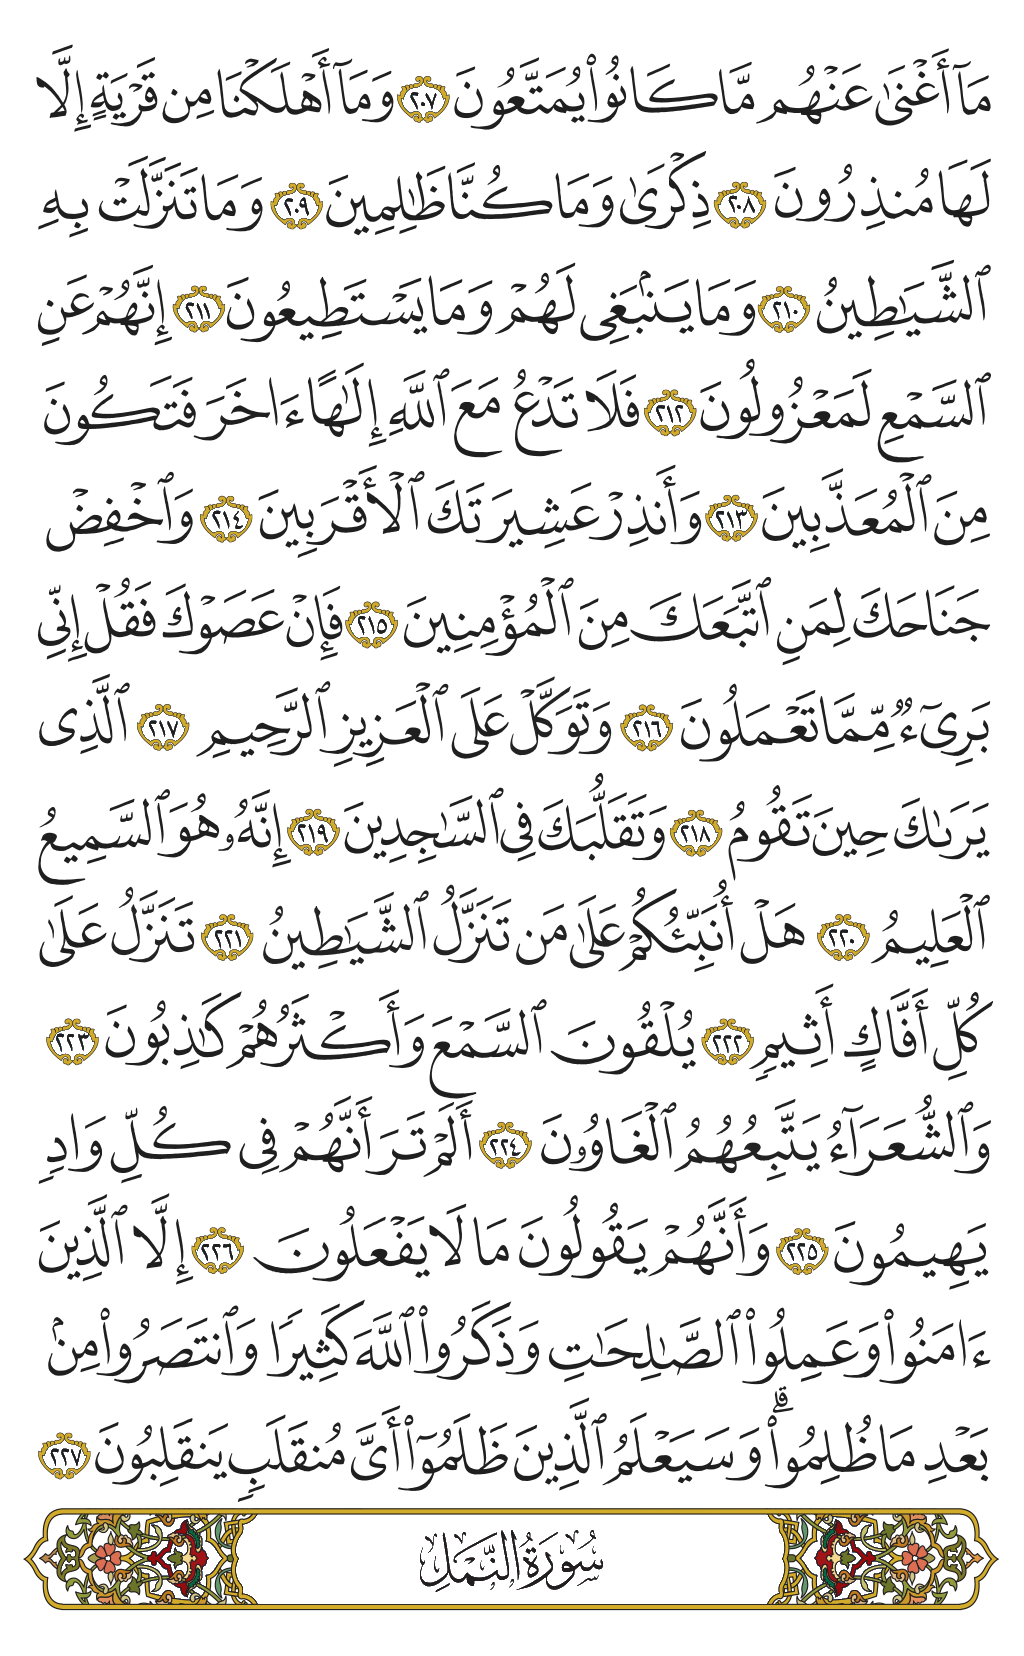 مَآ أَغْنَىٰ عَنْهُم مَّا كَانُوا۟ يُمَتَّعُونَ ٢٠٧ وَمَآ أَهْلَكْنَا مِن قَرْيَةٍ إِلَّا
لَهَا مُنذِرُونَ ٢٠٨ ذِكْرَىٰ وَمَا كُنَّا ظَٰلِمِينَ ٢٠٩ وَمَا تَنَزَّلَتْ بِهِ
ٱلشَّيَٰطِينُ ٢١٠ وَمَا يَنۢبَغِى لَهُمْ وَمَا يَسْتَطِيعُونَ ٢١١ إِنَّهُمْ عَنِ
ٱلسَّمْعِ لَمَعْزُولُونَ ٢١٢ فَلَا تَدْعُ مَعَ ٱللَّهِ إِلَٰهًا ءَاخَرَ فَتَكُونَ
مِنَ ٱلْمُعَذَّبِينَ ٢١٣ وَأَنذِرْ عَشِيرَتَكَ ٱلْأَقْرَبِينَ ٢١٤ وَٱخْفِضْ
جَنَاحَكَ لِمَنِ ٱتَّبَعَكَ مِنَ ٱلْمُؤْمِنِينَ ٢١٥ فَإِنْ عَصَوْكَ فَقُلْ إِنِّى
بَرِىٓءٌ مِّمَّا تَعْمَلُونَ ٢١٦ وَتَوَكَّلْ عَلَى ٱلْعَزِيزِ ٱلرَّحِيمِ ٢١٧ ٱلَّذِى
يَرَىٰكَ حِينَ تَقُومُ ٢١٨ وَتَقَلُّبَكَ فِى ٱلسَّٰجِدِينَ ٢١٩ إِنَّهُۥ هُوَ ٱلسَّمِيعُ
ٱلْعَلِيمُ ٢٢٠ هَلْ أُنَبِّئُكُمْ عَلَىٰ مَن تَنَزَّلُ ٱلشَّيَٰطِينُ ٢٢١ تَنَزَّلُ عَلَىٰ
كُلِّ أَفَّاكٍ أَثِيمٍ ٢٢٢ يُلْقُونَ ٱلسَّمْعَ وَأَكْثَرُهُمْ كَٰذِبُونَ ٢٢٣
وَٱلشُّعَرَآءُ يَتَّبِعُهُمُ ٱلْغَاوُۥنَ ٢٢٤ أَلَمْ تَرَ أَنَّهُمْ فِى كُلِّ وَادٍ
يَهِيمُونَ ٢٢٥ وَأَنَّهُمْ يَقُولُونَ مَا لَا يَفْعَلُونَ ٢٢٦ إِلَّا ٱلَّذِينَ
ءَامَنُوا۟ وَعَمِلُوا۟ ٱلصَّٰلِحَٰتِ وَذَكَرُوا۟ ٱللَّهَ كَثِيرًا وَٱنتَصَرُوا۟ مِنۢ
بَعْدِ مَا ظُلِمُوا۟ ۗ وَسَيَعْلَمُ ٱلَّذِينَ ظَلَمُوٓا۟ أَىَّ مُنقَلَبٍ يَنقَلِبُونَ ٢٢٧
سُورَةُ النَّمْلِ